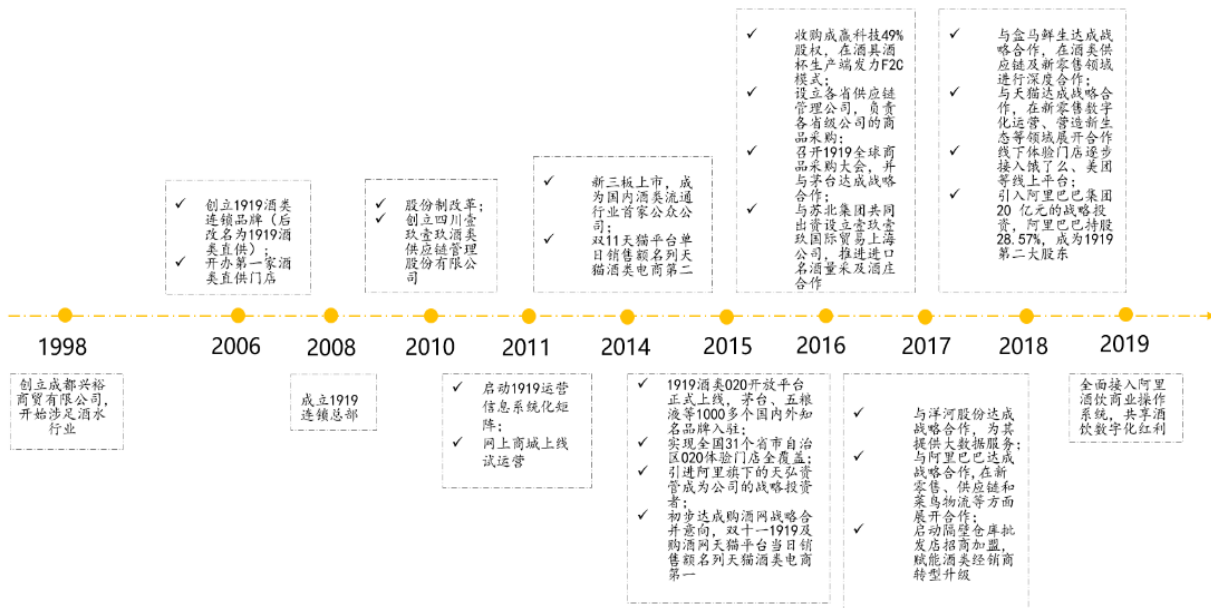 收购成赢科技49%
股权，在酒具酒
杯生产端发力F2C
模式；
设立各省供应链
管理公司，负责
各省级公司的商
品采购；
召开1919全球商
品采购大会，并
与茅台达成战略
合作；
与苏北集团共同
出资设立壹玖壹
玖国际贸易上海
公司，推进进口
名酒量采及酒庄
合作
与盒马鲜生达成战
略合作，在酒类供
应链及新零售领域
进行深度合作；
与天猫达成战略合
作，在新零售数字
化运营、营造新生
态等领域展开合作
线下体验门店逐步
接入饿了么、美团
等线上平台；
引入阿里巴巴集团
20 亿元的战略投
资，阿里巴巴持股
28.57%，成为1919
第二大股东
创立1919酒类
连锁品牌（后
改名为1919酒
类直供）；
开办第一家酒
类直供门店
股份制改革；
创立四川壹
玖壹玖酒类
供应链管理
股份有限公
司
新三板上市，成
为国内酒类流通
行业首家公众公
司；
双11天猫平台单
日销售额名列天
猫酒类电商第二
1998
2006
2008
2010
2011
2014
2015
2016
2017
2018
2019
创立成都兴裕
商贸有限公司，
开始涉足酒水
行业
成立1919
连锁总部
启动1919运营
信息系统化矩
阵；
网上商城上线
试运营
1919酒类O2O开放平台
正式上线，茅台、五粮
液等1000多个国内外知
名品牌入驻；
实现全国31个省市自治
区O2O体验门店全覆盖；
引进阿里旗下的天弘资
管成为公司的战略投资
者；
初步达成购酒网战略合
并意向，双十一1919及
购酒网天猫平台当日销
售额名列天猫酒类电商
第一
与洋河股份达成
战略合作，为其
提供大数据服务；
与阿里巴巴达成
战略合作,在新
零售、供应链和
菜鸟物流等方面
展开合作；
启动隔壁仓库批
发店招商加盟，
赋能酒类经销商
转型升级
全面接入阿里
酒饮商业操作
系统，共享酒
饮数字化红利